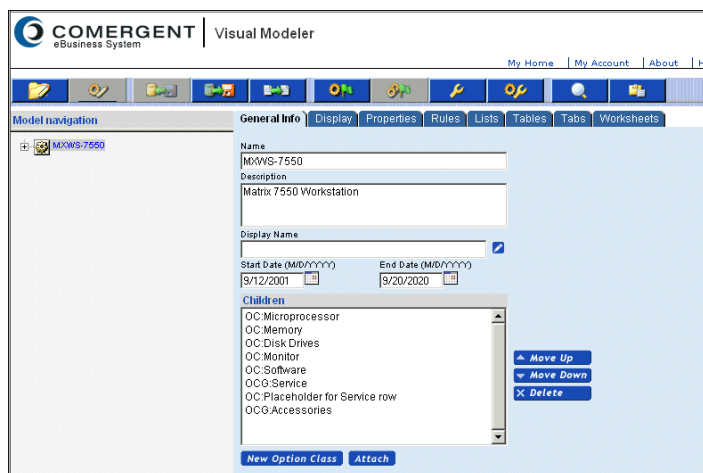 COMERGENT
eBusiness System
Visual Modeler
My Home | My Account | About | H
Model navigation
General Info Display Properties Rules Lists Tables Tabs Worksheets
MXWS-7550
Name
MXWS-7550
Description
Matrix 7550 Workstation
Display Name
Start Date (M/D/YYYY) End Date (M/D/YYYY)
9/12/2001 9/20/2020
Children
OC:Microprocessor
OC:Memory
OC:Disk Drives
OC:Monitor
OC:Software
OCG:Service
OC:Placeholder for Service row
OCG:Accessories
Move Up
Move Down
Delete
New Option Class Attach